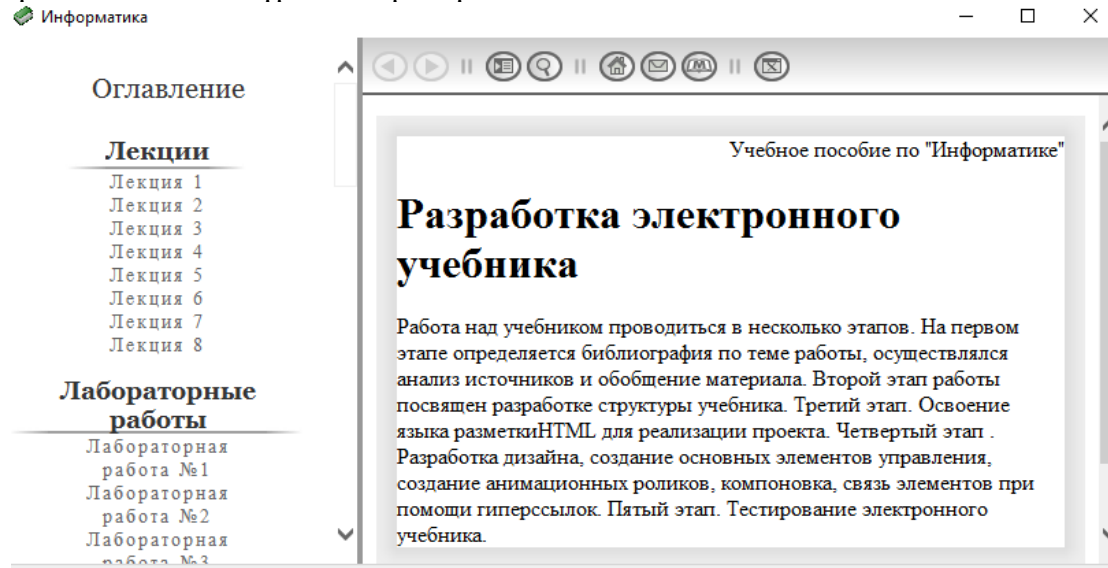 Информатика
Оглавление
Лекции
Лекция 1
Лекция 2
Лекция 3
Лекция 4
Лекция 5
Лекция 6
Лекция 7
Лекция 8
Лабораторные
работы
Лабораторная
работа №1
Лабораторная
работа №2
Лабораторная
работа №3
Учебное пособие по "Информатике"
Разработка электронного
учебника
Работа над учебником проводиться в несколько этапов. На первом
этапе определяется библиография по теме работы, осуществлялся
анализ источников и обобщение материала. Второй этап работы
посвящен разработке структуры учебника. Третий этап. Освоение
языка разметкиHTML для реализации проекта. Четвертый этап .
Разработка дизайна, создание основных элементов управления,
создание анимационных роликов, компоновка, связь элементов при
помощи гиперссылок. Пятый этап. Тестирование электронного
учебника.